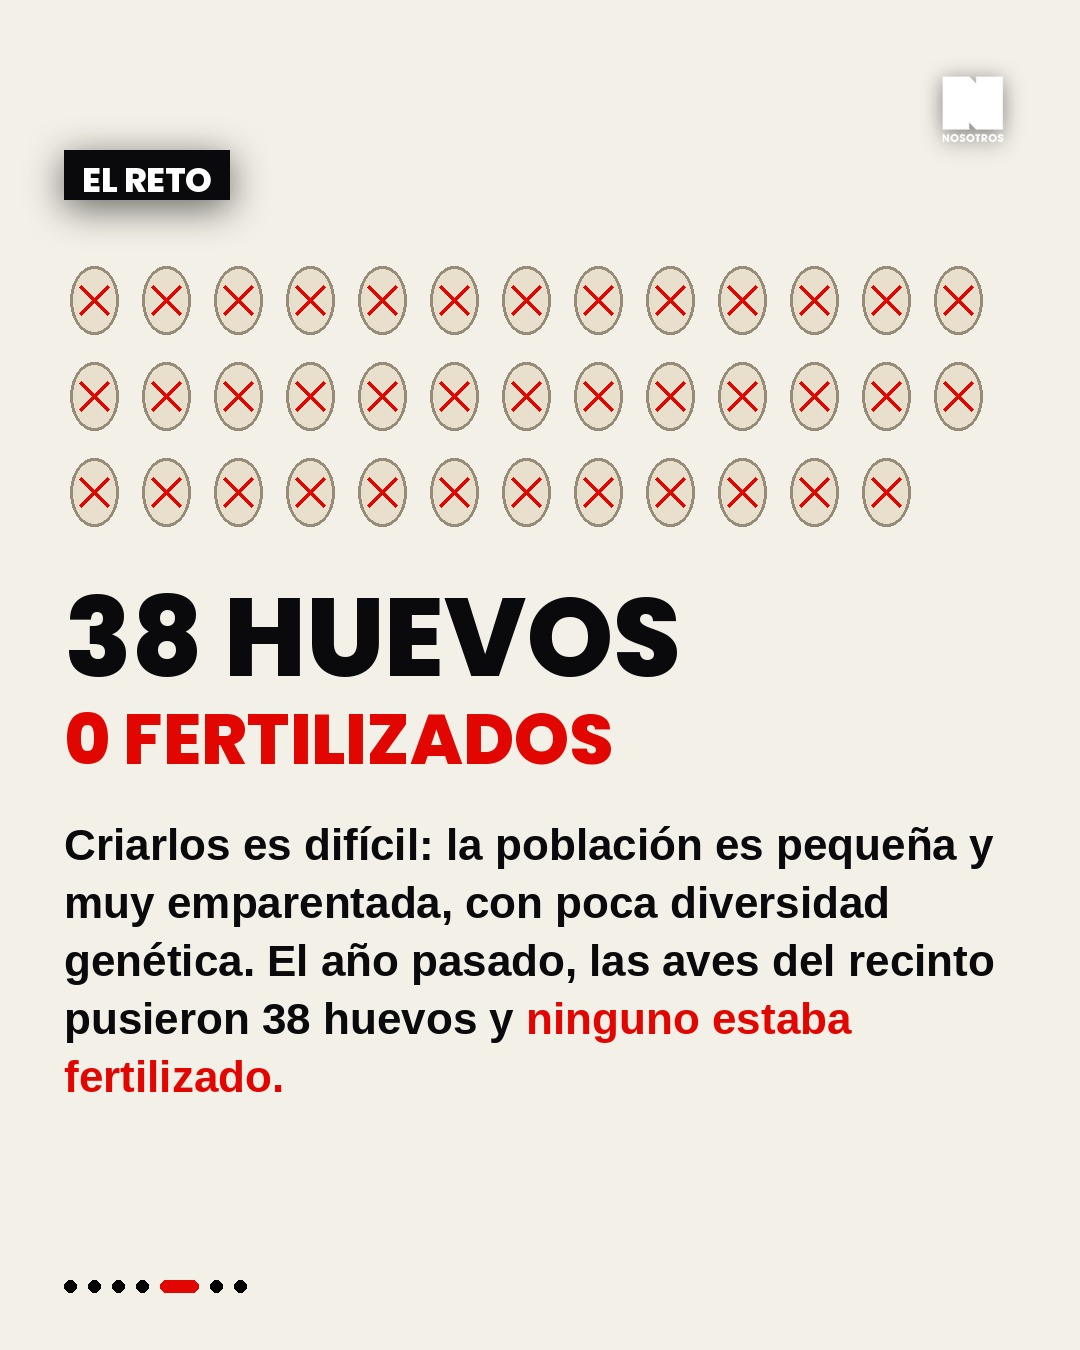 NOSOTROS
EL RETO
38 HUEVOS
0 FERTILIZADOS
Criarlos es difícil: la población es pequeña y
muy emparentada, con poca diversidad
genética. El año pasado, las aves del recinto
pusieron 38 huevos y ninguno estaba
fertilizado.